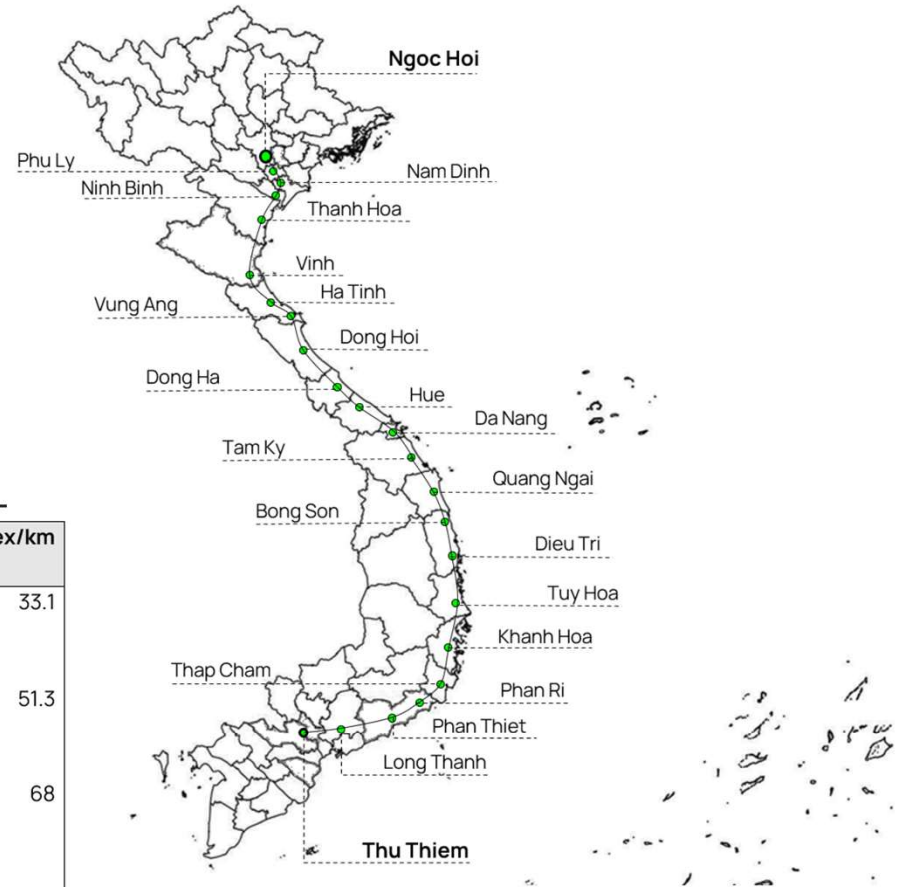 Ngoc Hoi
Phu Ly
Nam Dinh
Ninh Binh
Thanh Hoa
Vinh
Ha Tinh
Vung Ang
Dong Hoi
Dong Ha
Hue
Da Nang
Tam Ky
Quang Ngai
Bong Son
ex/km
Dieu Tri
33.1
Tuy Hoa
Khanh Hoa
Thap Cham
Phan Ri
51.3
Phan Thiet
Long Thanh
68
Thu Thiem